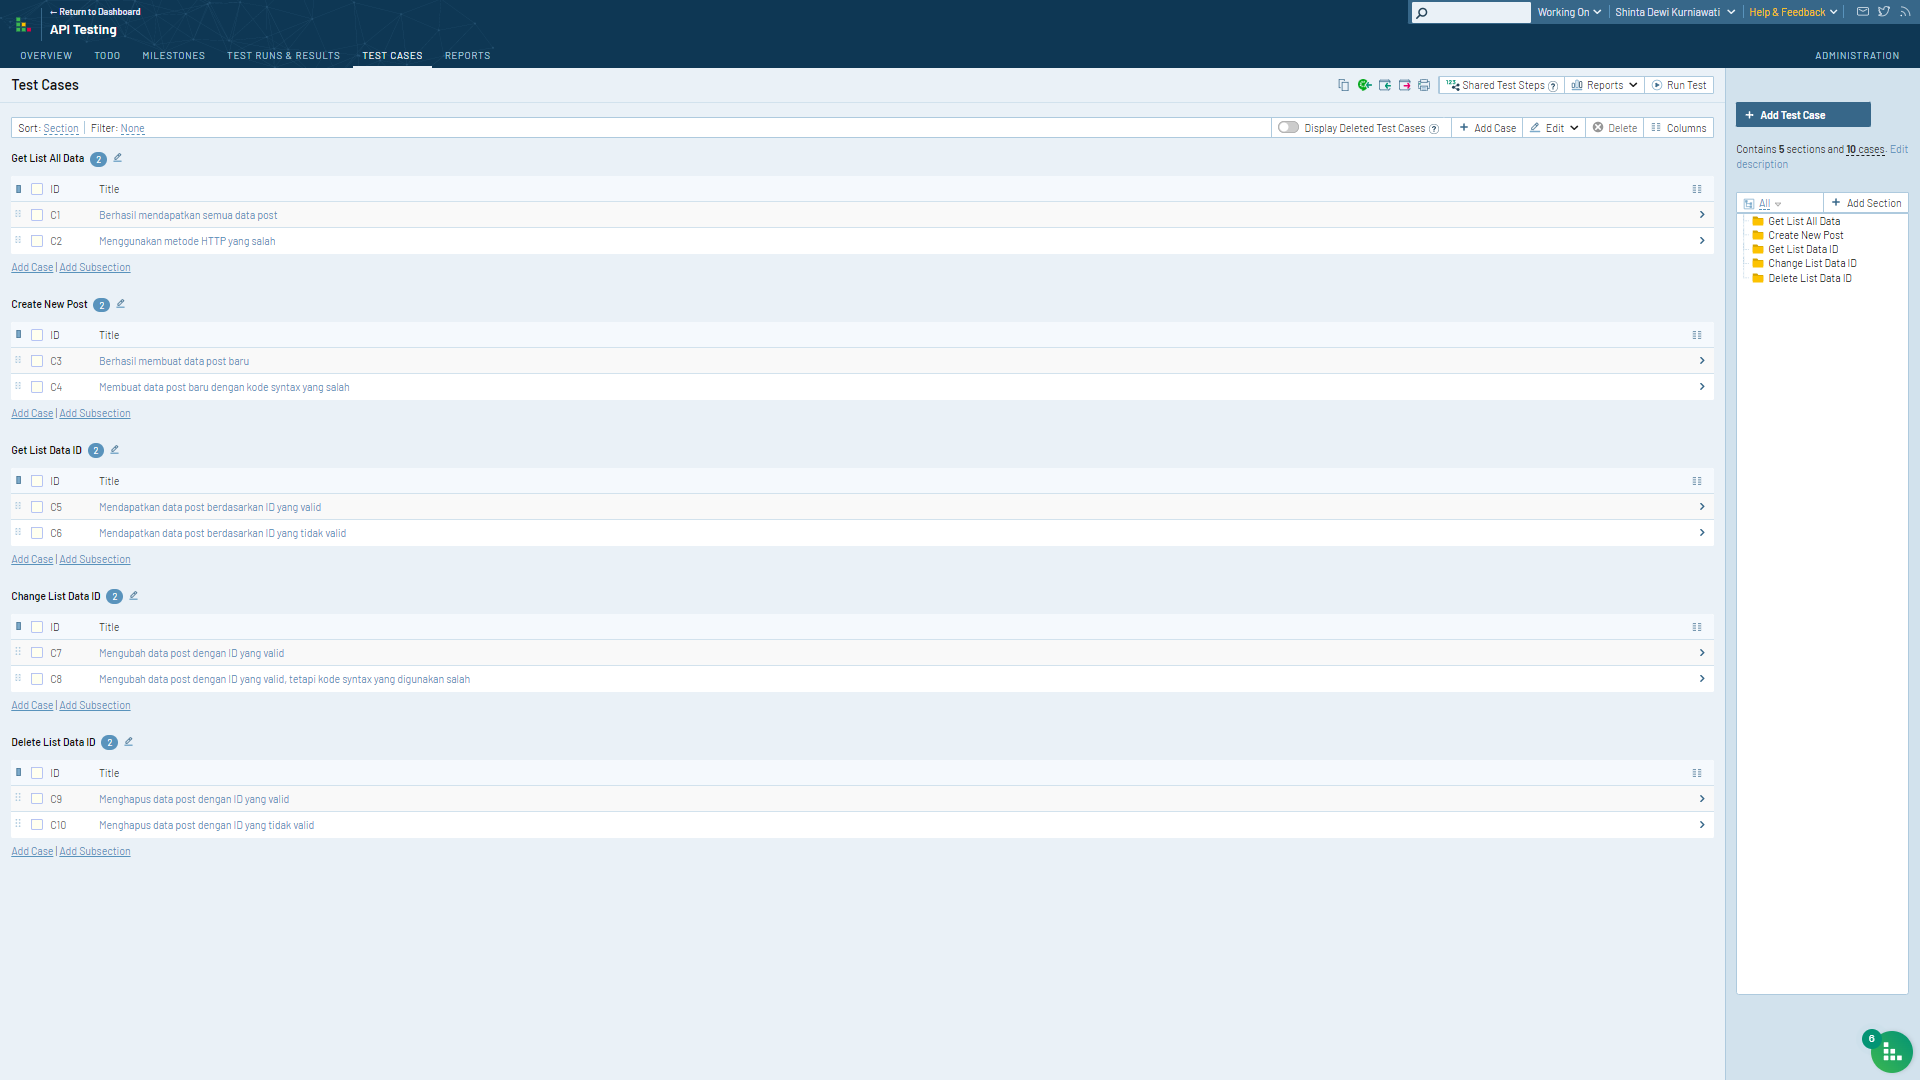 ← Return to Dashboard
API Testing
Working On
Shinta Dewi Kurniawati
Help & Feedback
OVERVIEW TODO MILESTONES TEST RUNS & RESULTS TEST CASES REPORTS ADMINISTRATION
Test Cases
Shared Test Steps ? Reports Run Test
Sort: Section Filter: None
Display Deleted Test Cases ? + Add Case Edit Delete Columns
Get List All Data 2
ID Title
C1 Berhasil mendapatkan semua data post
C2 Menggunakan metode HTTP yang salah
Add Case | Add Subsection
Create New Post 2
ID Title
C3 Berhasil membuat data post baru
C4 Membuat data post baru dengan kode syntax yang salah
Add Case | Add Subsection
Get List Data ID 2
ID Title
C5 Mendapatkan data post berdasarkan ID yang valid
C6 Mendapatkan data post berdasarkan ID yang tidak valid
Add Case | Add Subsection
Change List Data ID 2
ID Title
C7 Mengubah data post dengan ID yang valid
C8 Mengubah data post dengan ID yang valid, tetapi kode syntax yang digunakan salah
Add Case | Add Subsection
Delete List Data ID 2
ID Title
C9 Menghapus data post dengan ID yang valid
C10 Menghapus data post dengan ID yang tidak valid
Add Case | Add Subsection
+ Add Test Case
Contains 5 sections and 10 cases. Edit
description
All + Add Section
Get List All Data
Create New Post
Get List Data ID
Change List Data ID
Delete List Data ID
6